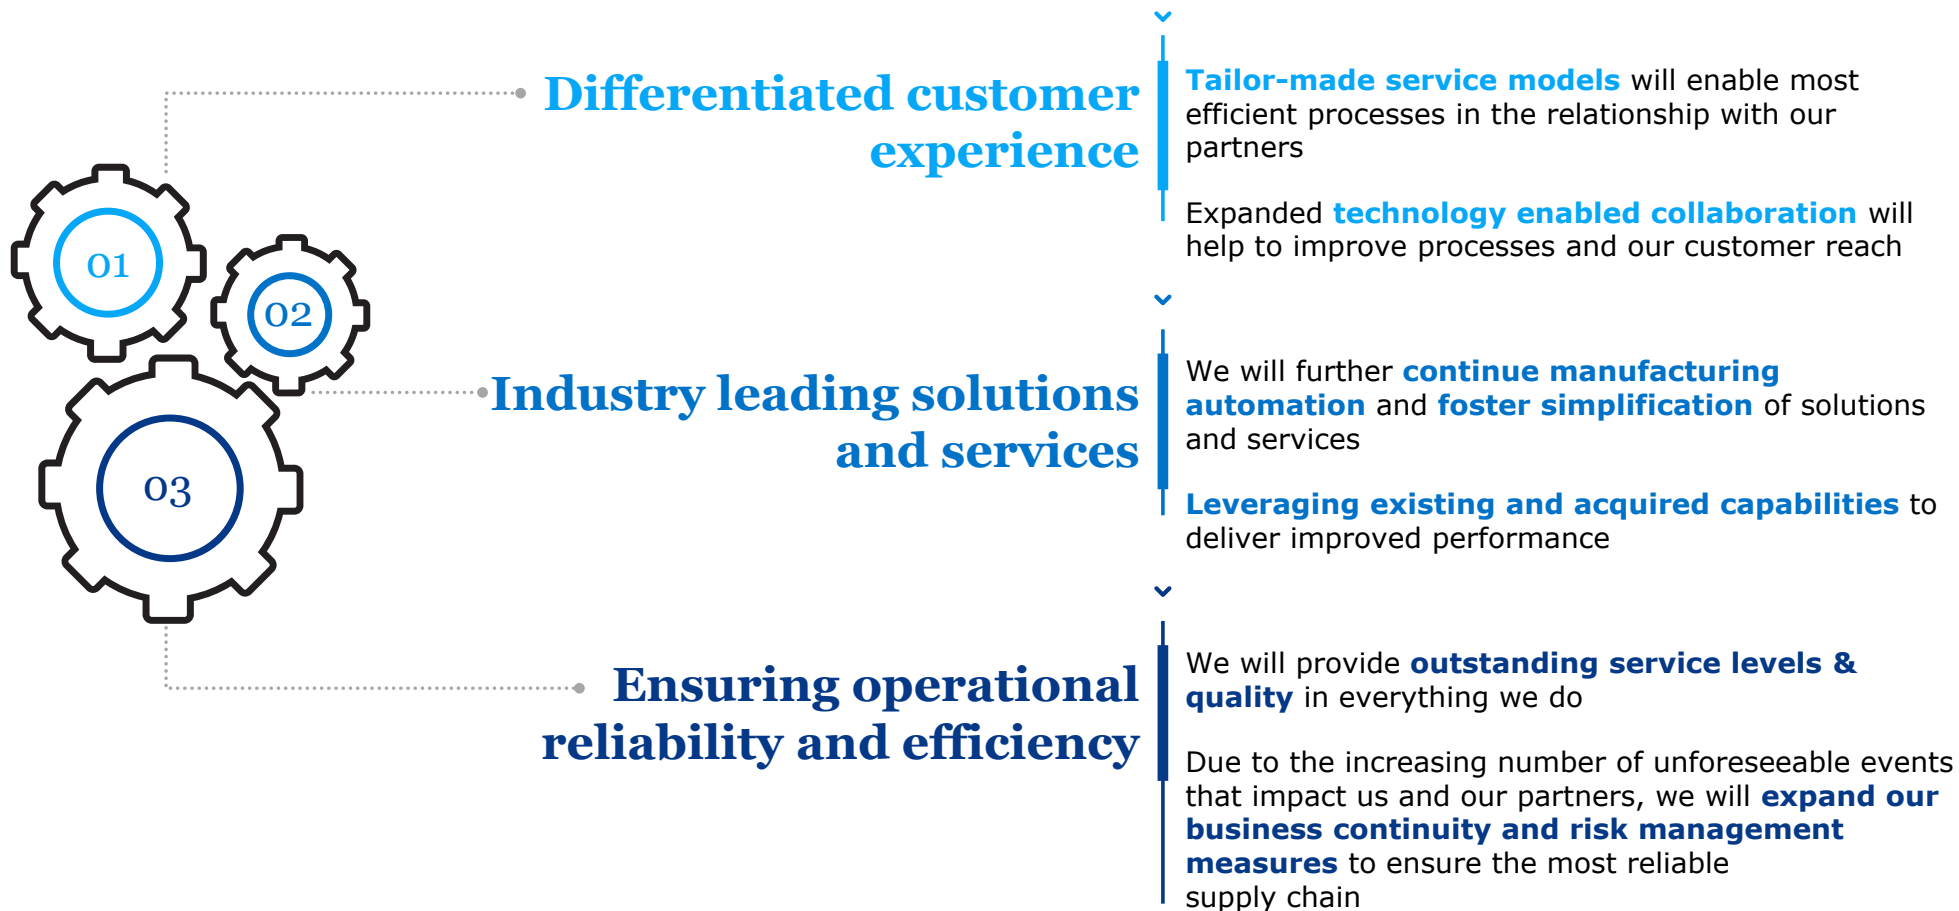 01
02
03
Differentiated customer
experience
Tailor-made service models will enable most
efficient processes in the relationship with our
partners
Expanded technology enabled collaboration will
help to improve processes and our customer reach
Industry leading solutions
and services
We will further continue manufacturing
automation and foster simplification of solutions
and services
Leveraging existing and acquired capabilities to
deliver improved performance
Ensuring operational
reliability and efficiency
We will provide outstanding service levels &
quality in everything we do
Due to the increasing number of unforeseeable events
that impact us and our partners, we will expand our
business continuity and risk management
measures to ensure the most reliable
supply chain